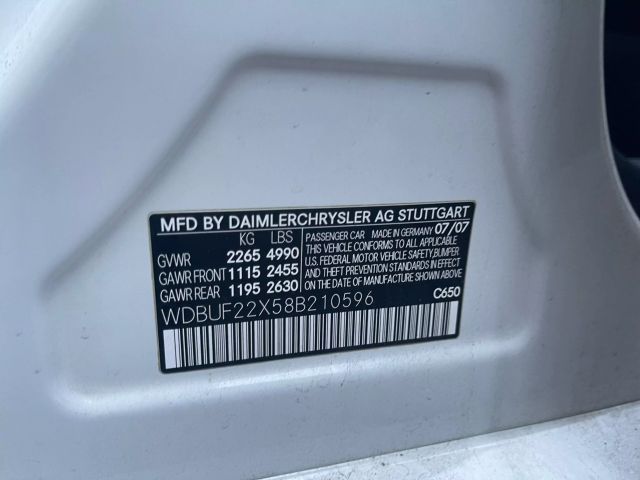 MFD BY DAIMLERCHRYSLER AG STUTTGART
KG LBS
GVWR 2265 4990
GAWR FRONT 1115 2455
GAWR REAR 1195 2630
PASSENGER CAR MADE IN GERMANY 07/07
THIS VEHICLE CONFORMS TO ALL APPLICABLE
U.S. FEDERAL MOTOR VEHICLE SAFETY, BUMPER
AND THEFT PREVENTION STANDARDS IN EFFECT
ON THE DATE OF MANUFACTURE SHOWN ABOVE.
WDBUF22X58B210596 C650